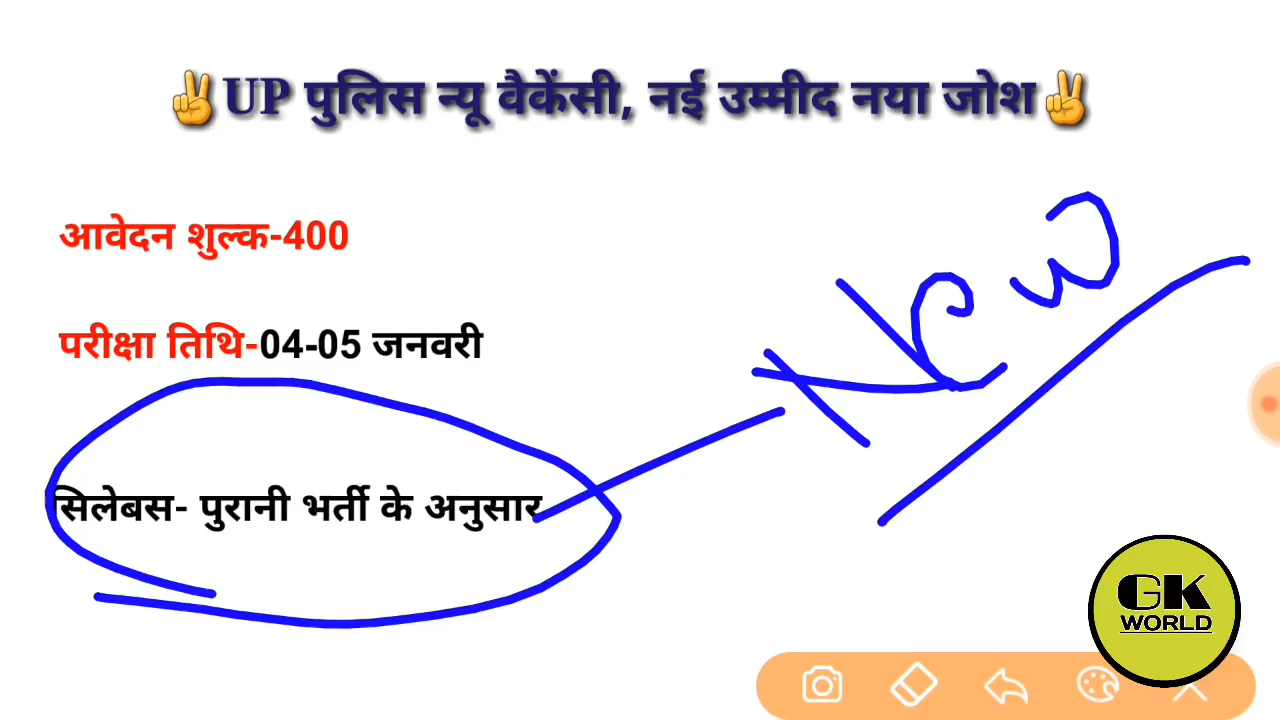 ✌UP पुलिस न्यू वैकेंसी, नई उम्मीद नया जोश✌
आवेदन शुल्क-400
परीक्षा तिथि-04-05 जनवरी
सिलेबस- पुरानी भर्ती के अनुसार
New
GK
WORLD